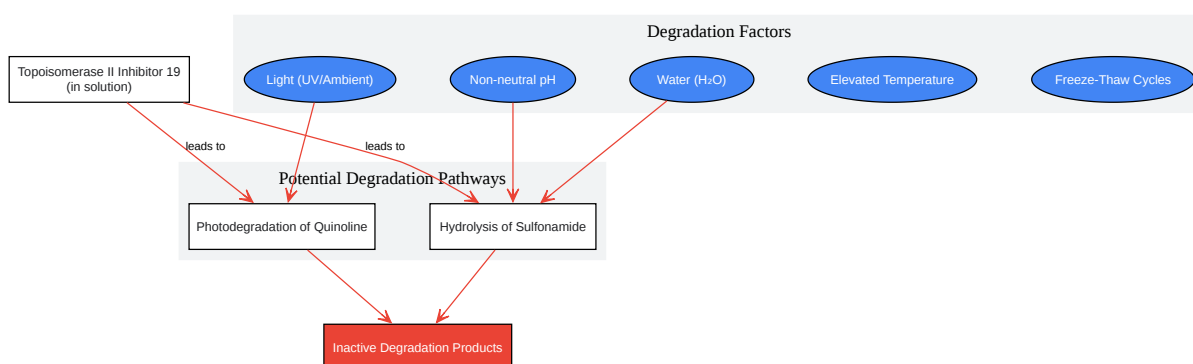 Degradation Factors
Topoisomerase II Inhibitor 19
(in solution)
Light (UV/Ambient)
Non-neutral pH
Water (H₂O)
Elevated Temperature
Freeze-Thaw Cycles
leads to
leads to
Potential Degradation Pathways
Photodegradation of Quinoline
Hydrolysis of Sulfonamide
Inactive Degradation Products